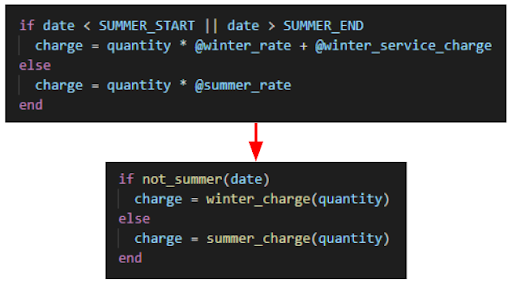 if date < SUMMER_START || date > SUMMER_END
  charge = quantity * @winter_rate + @winter_service_charge
else
  charge = quantity * @summer_rate
end
if not_summer(date)
  charge = winter_charge(quantity)
else
  charge = summer_charge(quantity)
end